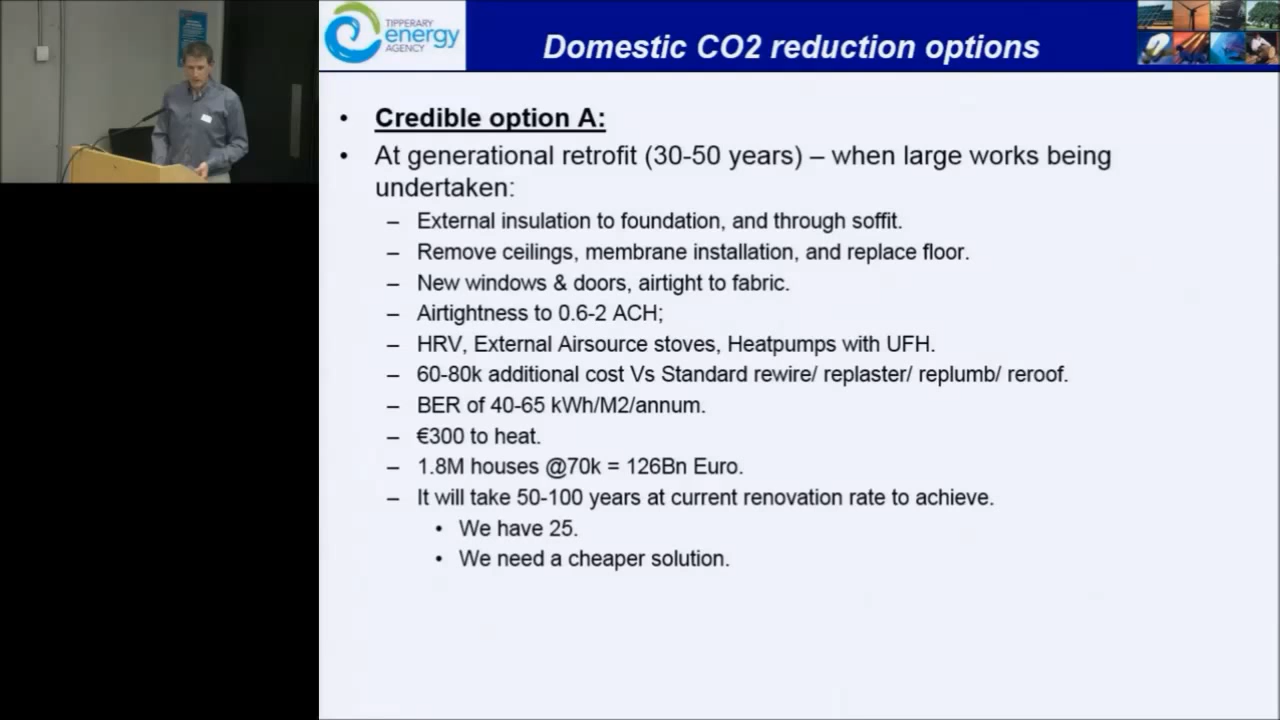 TIPPERARY
energy
AGENCY
Domestic CO2 reduction options
• Credible option A:
• At generational retrofit (30-50 years) – when large works being
undertaken:
– External insulation to foundation, and through soffit.
– Remove ceilings, membrane installation, and replace floor.
– New windows & doors, airtight to fabric.
– Airtightness to 0.6-2 ACH;
– HRV, External Airsource stoves, Heatpumps with UFH.
– 60-80k additional cost Vs Standard rewire/ replaster/ replumb/ reroof.
– BER of 40-65 kWh/M2/annum.
– €300 to heat.
– 1.8M houses @70k = 126Bn Euro.
– It will take 50-100 years at current renovation rate to achieve.
• We have 25.
• We need a cheaper solution.